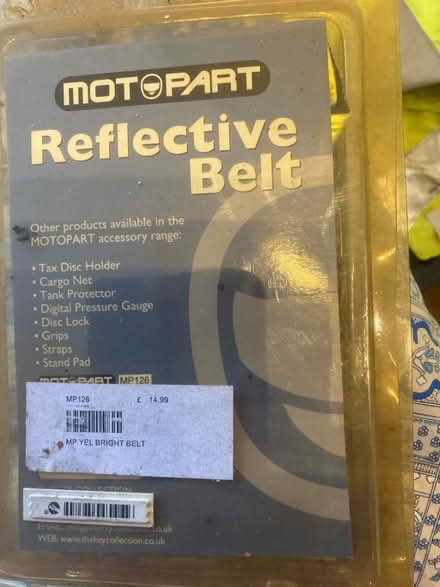 MOTOPART
Reflective
Belt
Other products available in the
MOTOPART accessory range:
• Tax Disc Holder
• Cargo Net
• Tank Protector
• Digital Pressure Gauge
• Disc Lock
• Grips
• Straps
• Stand Pad
MOTOPART MP126
MP126 £ 14.99
MP YEL BRIGHT BELT
WEB: www.thekeycollection.co.uk